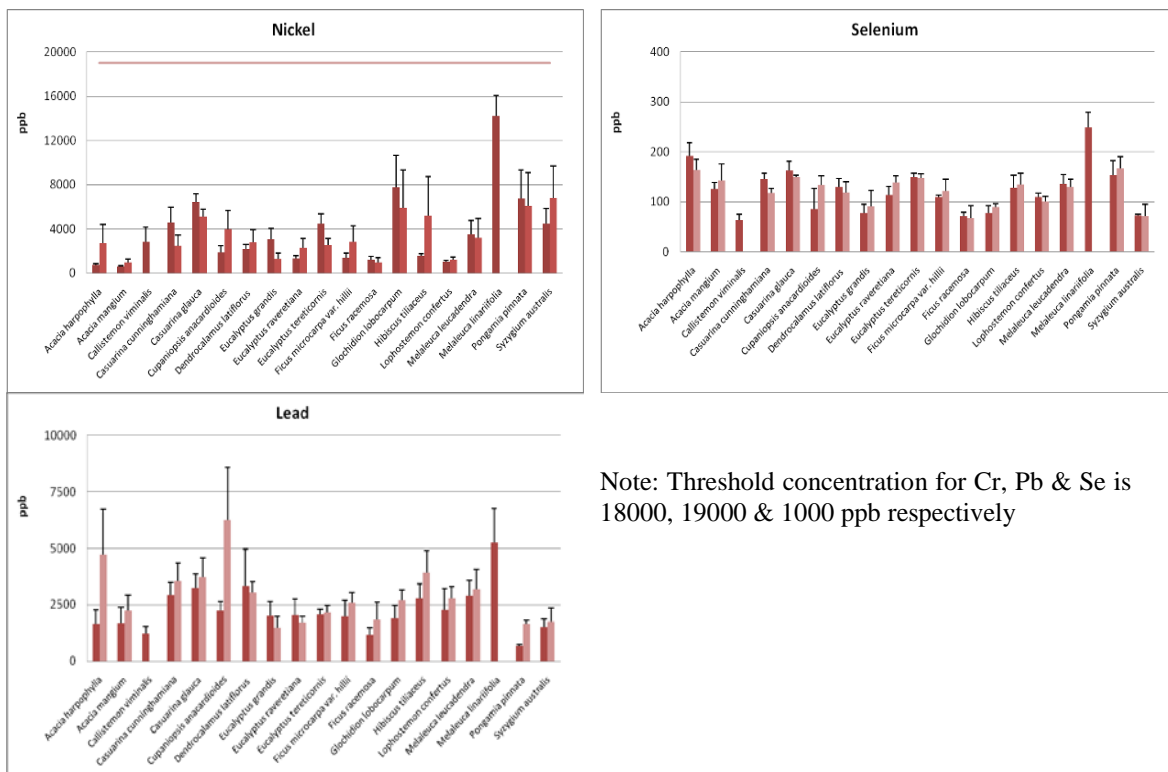 Nickel
ppb
20000
16000
12000
8000
4000
0
Acacia harpophylla
Acacia mangium
Callistemon viminalis
Casuarina cunninghamiana
Casuarina glauca
Cupaniopsis anacardioides
Dendrocalamus latiflorus
Eucalyptus grandis
Eucalyptus raveretiana
Eucalyptus tereticornis
Ficus microcarpa var. hillii
Ficus racemosa
Glochidion lobocarpum
Hibiscus tiliaceus
Lophostemon confertus
Melaleuca leucadendra
Melaleuca linariifolia
Pongamia pinnata
Syzygium australis
Selenium
ppb
400
300
200
100
0
Acacia harpophylla
Acacia mangium
Callistemon viminalis
Casuarina cunninghamiana
Casuarina glauca
Cupaniopsis anacardioides
Dendrocalamus latiflorus
Eucalyptus grandis
Eucalyptus raveretiana
Eucalyptus tereticornis
Ficus microcarpa var. hillii
Ficus racemosa
Glochidion lobocarpum
Hibiscus tiliaceus
Lophostemon confertus
Melaleuca leucadendra
Melaleuca linariifolia
Pongamia pinnata
Syzygium australis
Lead
ppb
10000
7500
5000
2500
0
Acacia harpophylla
Acacia mangium
Callistemon viminalis
Casuarina cunninghamiana
Casuarina glauca
Cupaniopsis anacardioides
Dendrocalamus latiflorus
Eucalyptus grandis
Eucalyptus raveretiana
Eucalyptus tereticornis
Ficus microcarpa var. hillii
Ficus racemosa
Glochidion lobocarpum
Hibiscus tiliaceus
Lophostemon confertus
Melaleuca leucadendra
Melaleuca linariifolia
Pongamia pinnata
Syzygium australis
Note: Threshold concentration for Cr, Pb & Se is
18000, 19000 & 1000 ppb respectively